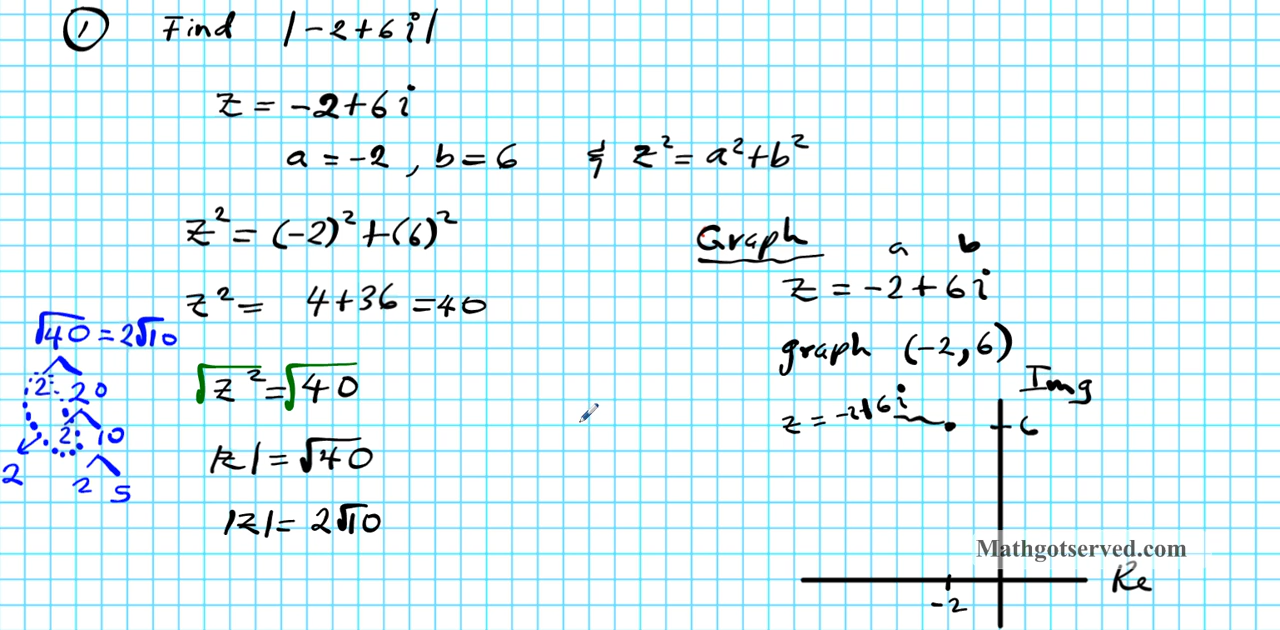 ① Find |-2+6i|
z = -2+6i
a = -2 , b = 6 & z² = a²+b²
z² = (-2)²+(6)²
z² = 4+36 = 40
√z² = √40
|z| = √40
|z| = 2√10
√40 = 2√10
2 20
2 10
2 2 5
Graph
a b
z = -2+6i
graph (-2,6)
Img
z = -2+6i
6
Mathgotserved.com
Re
-2